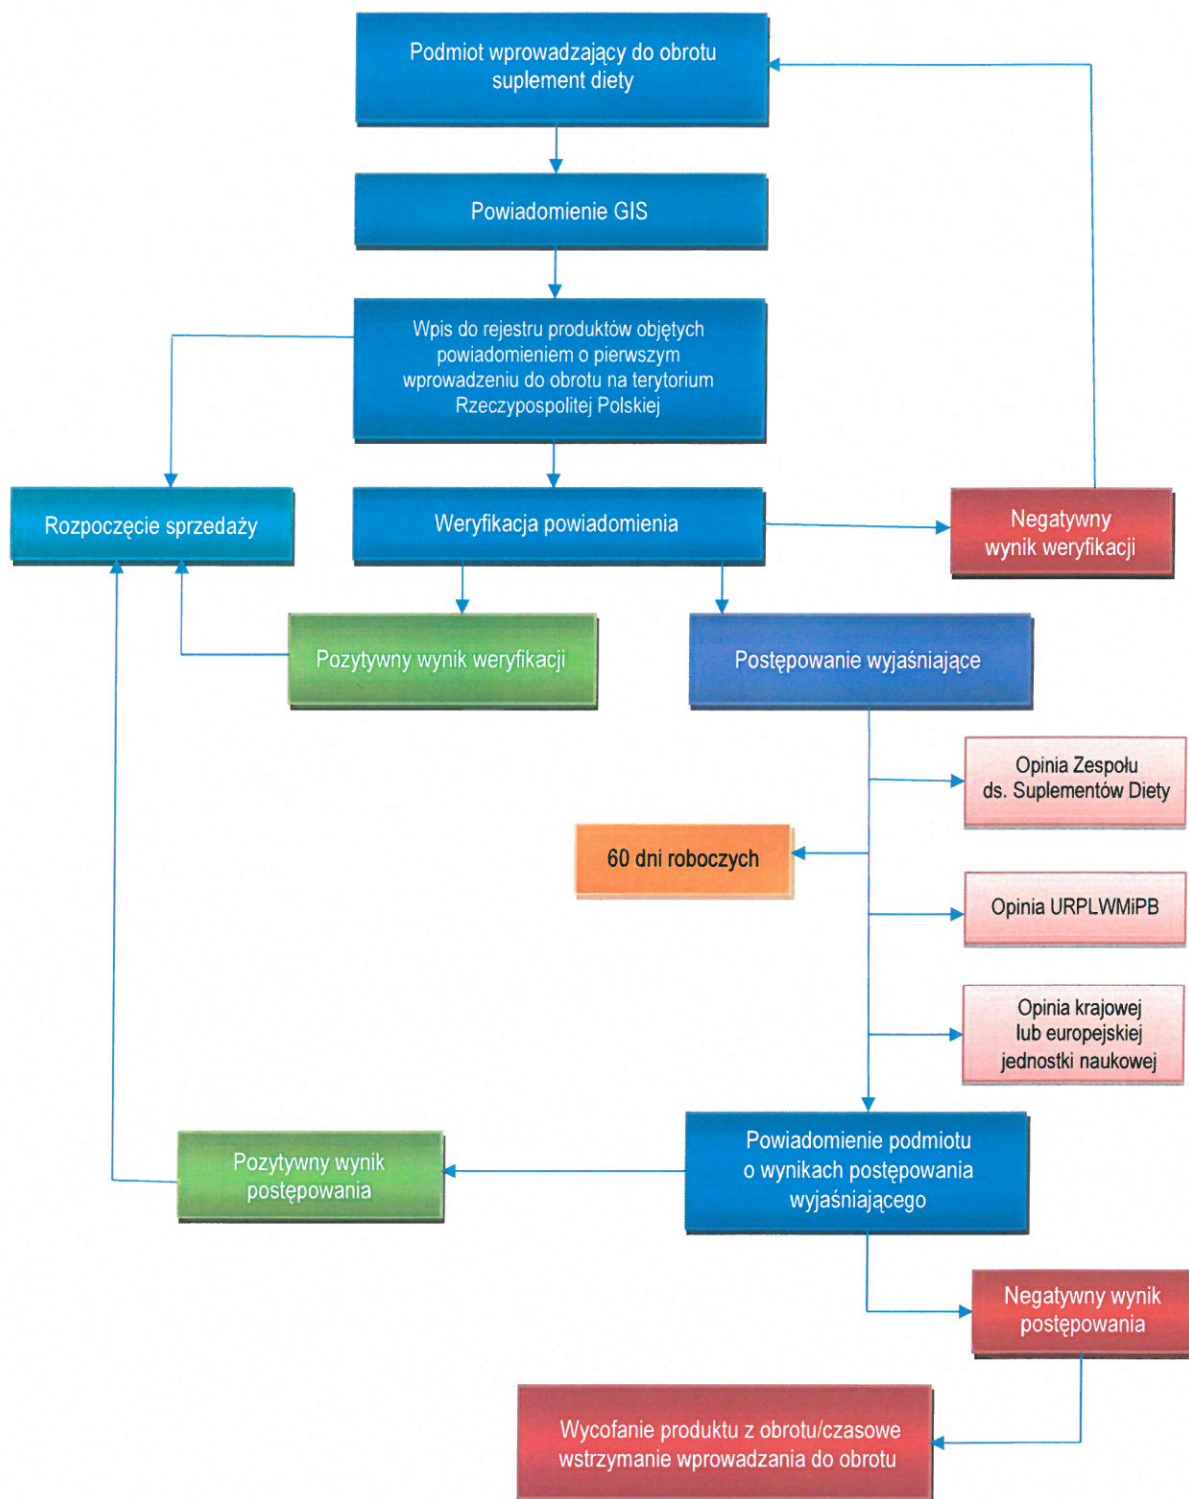 Podmiot wprowadzający do obrotu
suplement diety
Powiadomienie GIS
Wpis do rejestru produktów objętych
powiadomieniem o pierwszym
wprowadzeniu do obrotu na terytorium
Rzeczypospolitej Polskiej
Rozpoczęcie sprzedaży
Weryfikacja powiadomienia
Negatywny
wynik weryfikacji
Pozytywny wynik weryfikacji
Postępowanie wyjaśniające
Opinia Zespołu
ds. Suplementów Diety
60 dni roboczych
Opinia URPLWMiPB
Opinia krajowej
lub europejskiej
jednostki naukowej
Pozytywny wynik
postępowania
Powiadomienie podmiotu
o wynikach postępowania
wyjaśniającego
Negatywny wynik
postępowania
Wycofanie produktu z obrotu/czasowe
wstrzymanie wprowadzania do obrotu